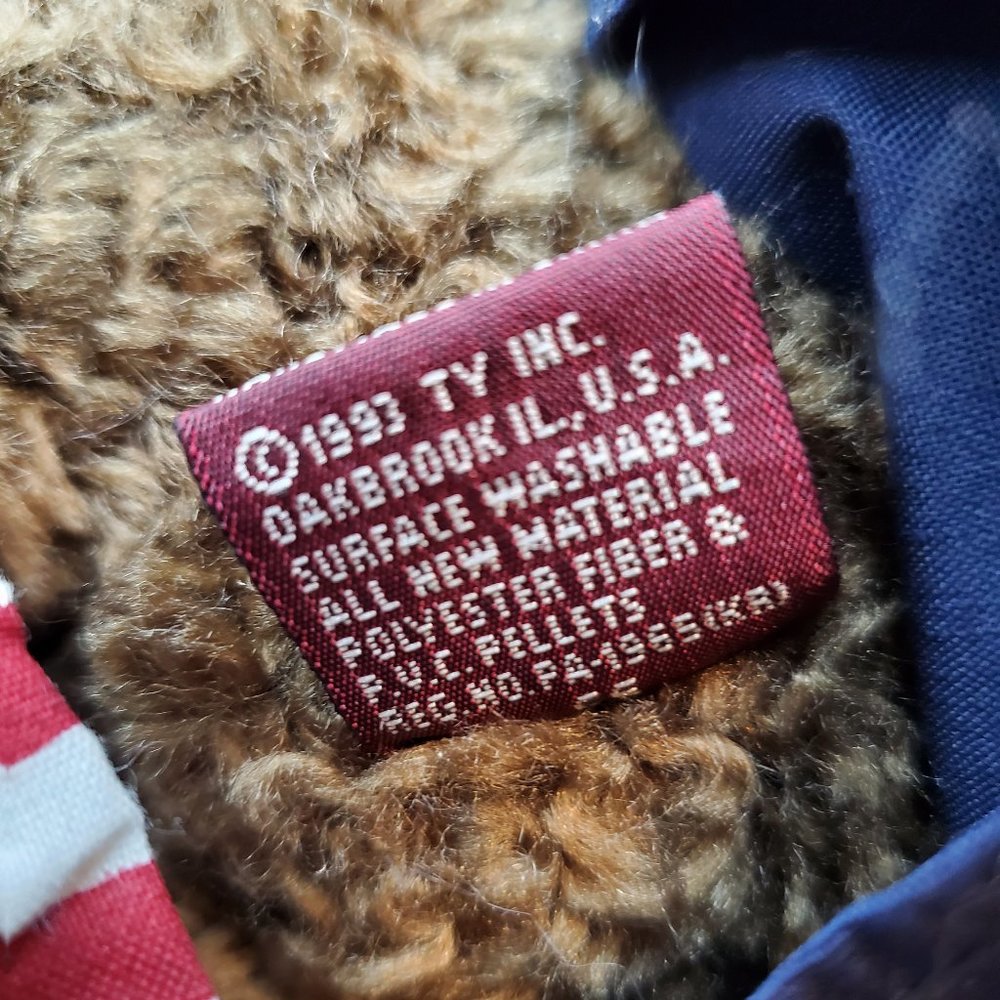 ©1993 TY INC.
OAKBROOK IL., U.S.A.
SURFACE WASHABLE
ALL NEW MATERIAL
POLYESTER FIBER &
P.V.C. PELLETS
REG.NO.PA-1965(KR)